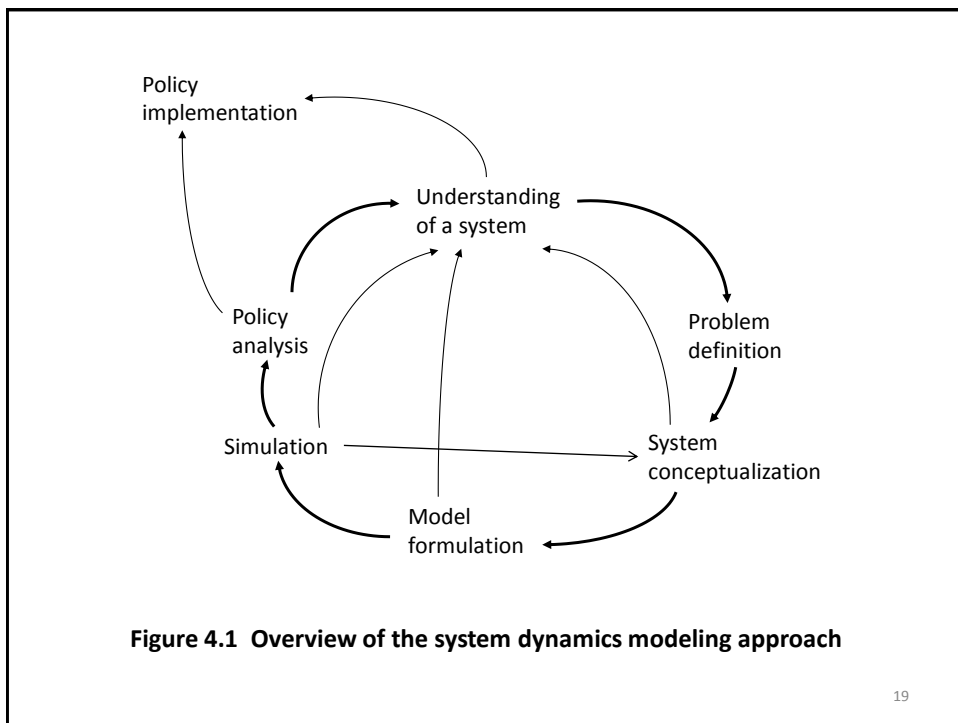 Policy
implementation
Understanding
of a system
Policy
analysis
Problem
definition
Simulation
System
conceptualization
Model
formulation
Figure 4.1 Overview of the system dynamics modeling approach
19